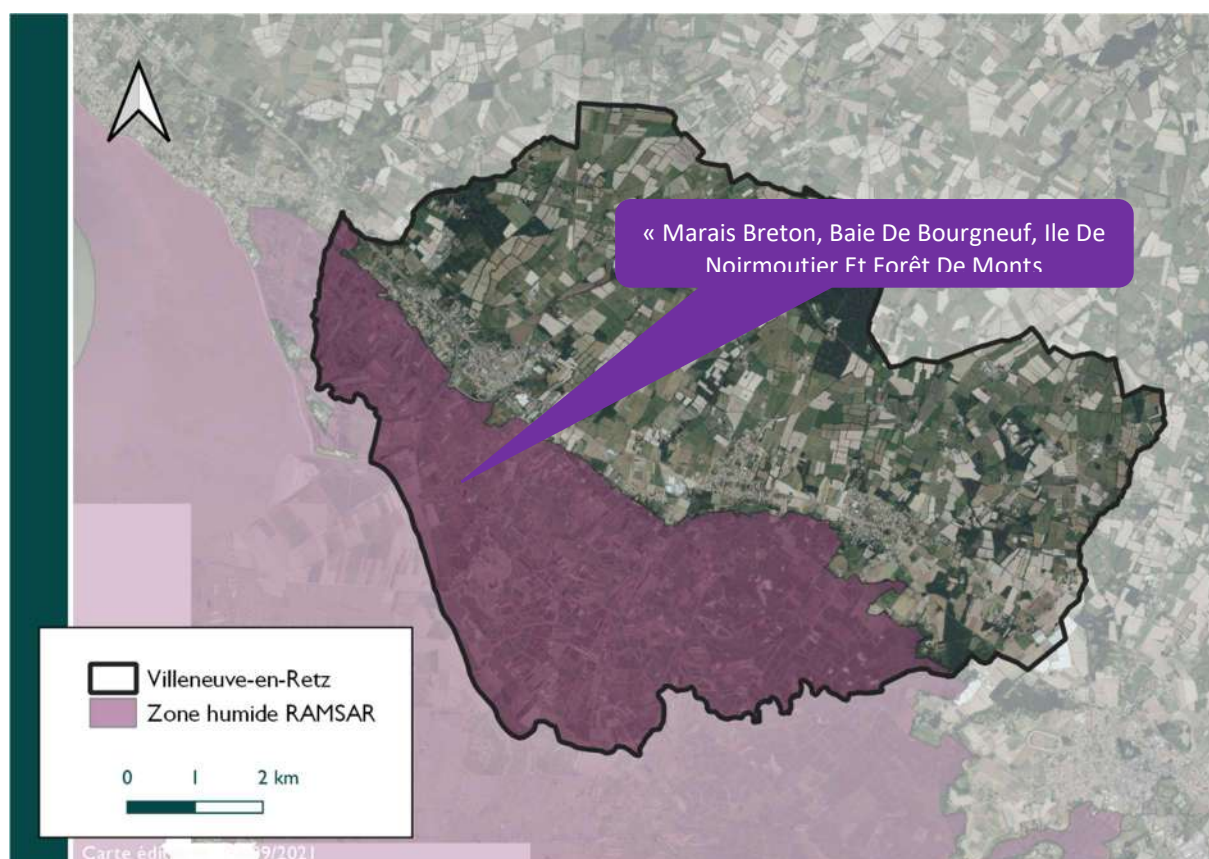 « Marais Breton, Baie De Bourgneuf, Ile De
Noirmoutier Et Forêt De Monts
Villeneuve-en-Retz
Zone humide RAMSAR
0 1 2 km
Carte 09/2021